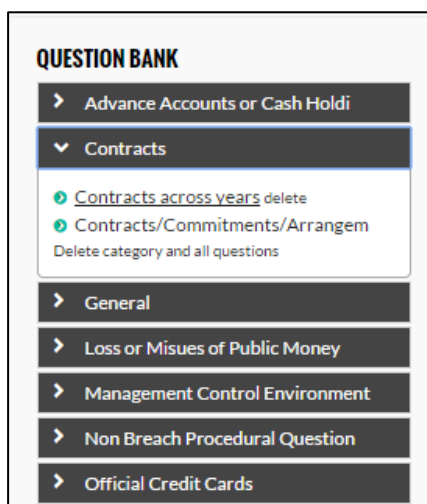 QUESTION BANK
Advance Accounts or Cash Holdi
Contracts
Contracts across years delete
Contracts/Commitments/Arrangem
Delete category and all questions
General
Loss or Misues of Public Money
Management Control Environment
Non Breach Procedural Question
Official Credit Cards